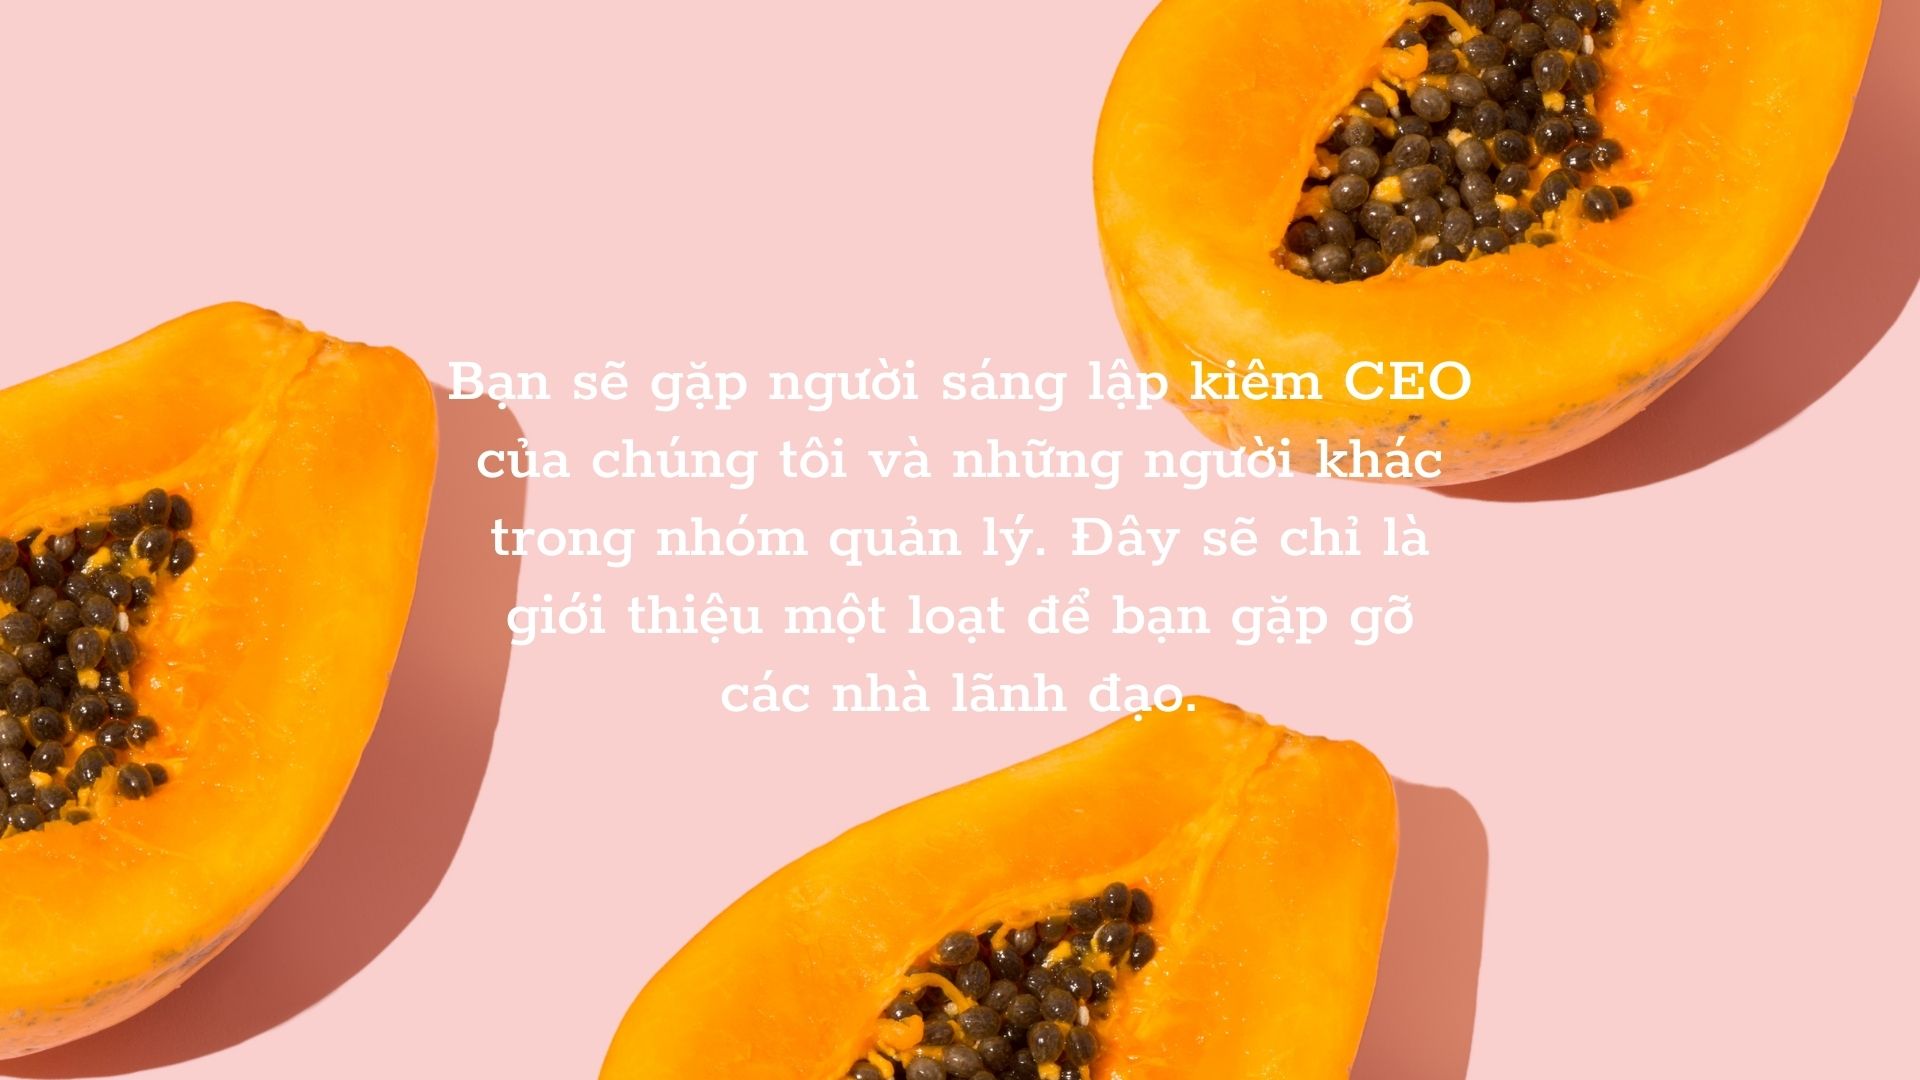 Bạn sẽ gặp người sáng lập kiêm CEO
của chúng tôi và những người khác
trong nhóm quản lý. Đây sẽ chỉ là
giới thiệu một loạt để bạn gặp gỡ
các nhà lãnh đạo.